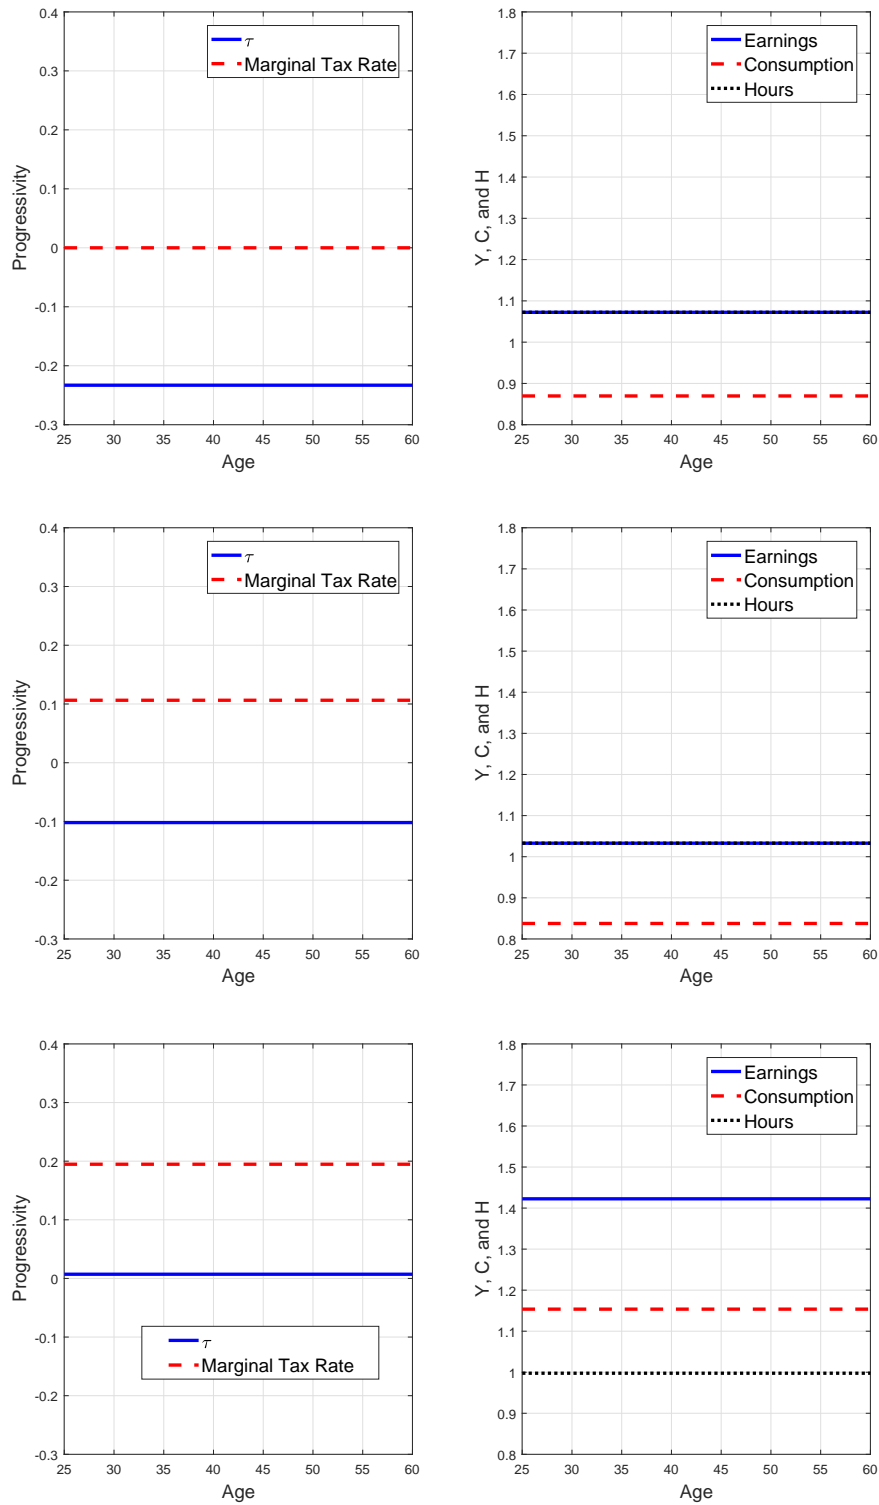 0.4
0.3
0.2
0.1
0
-0.1
-0.2
-0.3
Progressivity
τ
Marginal Tax Rate
25 30 35 40 45 50 55 60
Age
1.8
1.7
1.6
1.5
1.4
1.3
1.2
1.1
1
0.9
0.8
Y, C, and H
Earnings
Consumption
Hours
25 30 35 40 45 50 55 60
Age
0.4
0.3
0.2
0.1
0
-0.1
-0.2
-0.3
Progressivity
τ
Marginal Tax Rate
25 30 35 40 45 50 55 60
Age
1.8
1.7
1.6
1.5
1.4
1.3
1.2
1.1
1
0.9
0.8
Y, C, and H
Earnings
Consumption
Hours
25 30 35 40 45 50 55 60
Age
0.4
0.3
0.2
0.1
0
-0.1
-0.2
-0.3
Progressivity
τ
Marginal Tax Rate
25 30 35 40 45 50 55 60
Age
1.8
1.7
1.6
1.5
1.4
1.3
1.2
1.1
1
0.9
0.8
Y, C, and H
Earnings
Consumption
Hours
25 30 35 40 45 50 55 60
Age